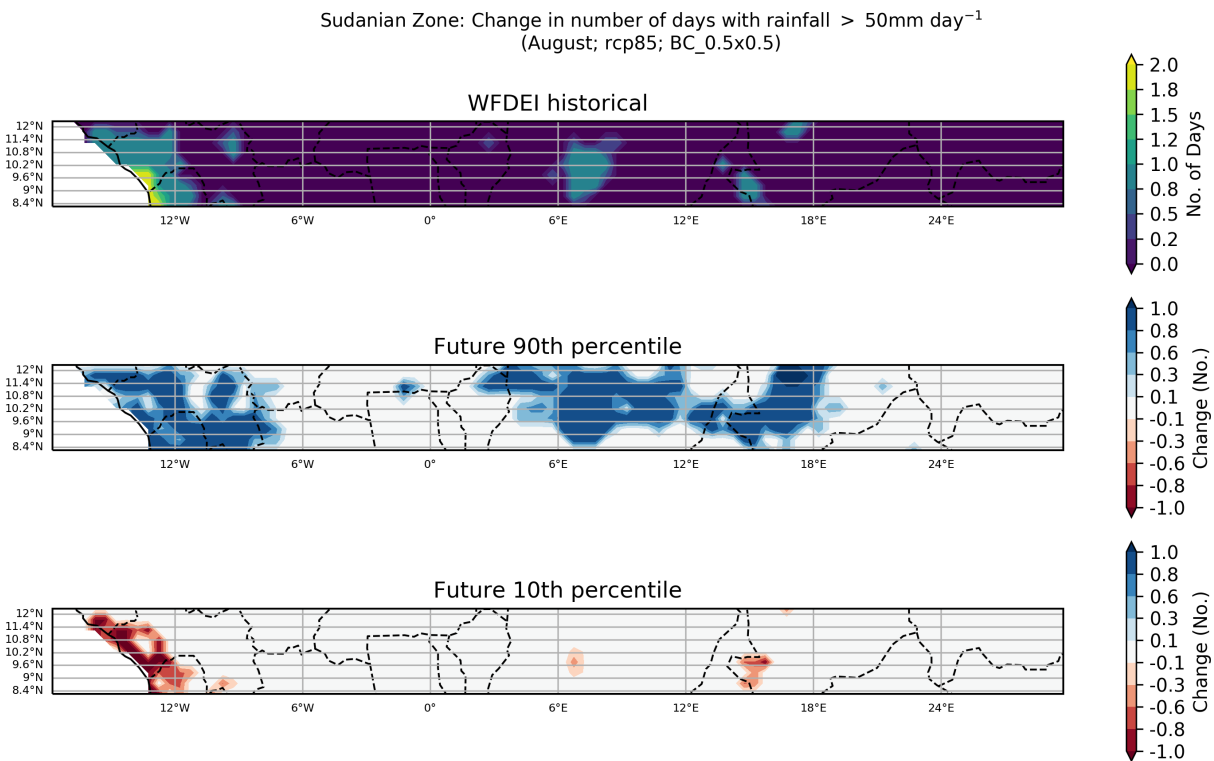 Sudanian Zone: Change in number of days with rainfall > 50mm day⁻¹
(August; rcp85; BC_0.5x0.5)
WFDEI historical
12°N
11.4°N
10.8°N
10.2°N
9.6°N
9°N
8.4°N
12°W 6°W 0° 6°E 12°E 18°E 24°E
2.0
1.8
1.5
1.2
1.0
0.8
0.5
0.2
0.0
No. of Days
Future 90th percentile
12°N
11.4°N
10.8°N
10.2°N
9.6°N
9°N
8.4°N
12°W 6°W 0° 6°E 12°E 18°E 24°E
1.0
0.8
0.6
0.3
0.1
-0.1
-0.3
-0.6
-0.8
-1.0
Change (No.)
Future 10th percentile
12°N
11.4°N
10.8°N
10.2°N
9.6°N
9°N
8.4°N
12°W 6°W 0° 6°E 12°E 18°E 24°E
1.0
0.8
0.6
0.3
0.1
-0.1
-0.3
-0.6
-0.8
-1.0
Change (No.)